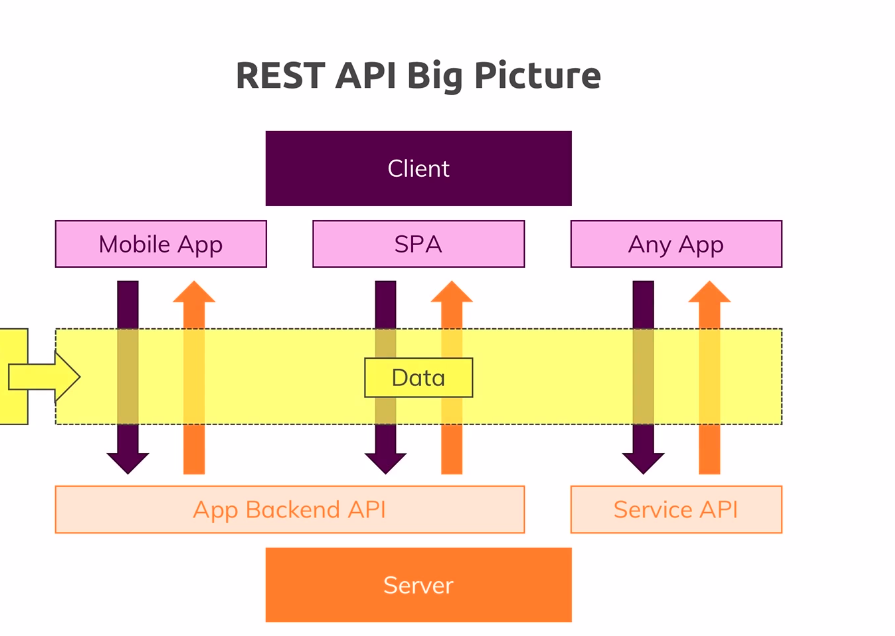 REST API Big Picture
Client
Mobile App
SPA
Any App
Data
App Backend API
Service API
Server